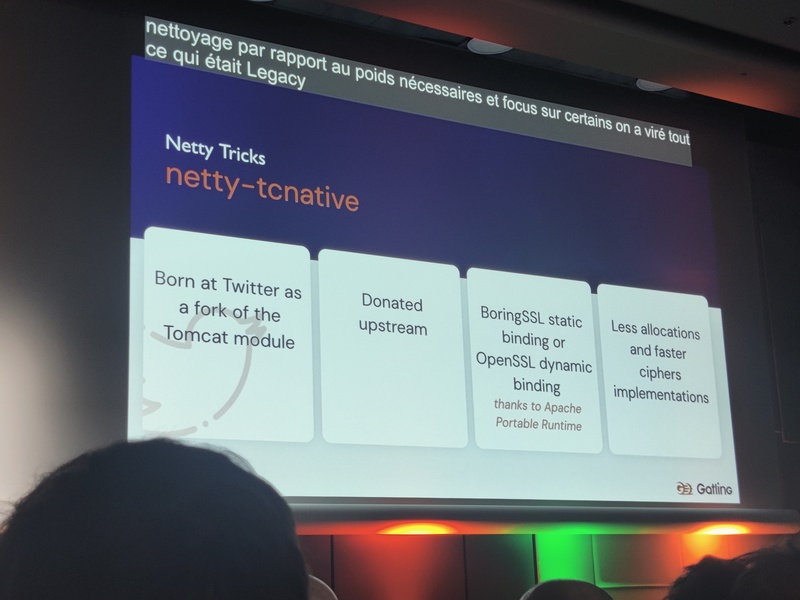 nettoyage par rapport au poids nécessaires et focus sur certains on a viré tout
ce qui était Legacy
Netty Tricks
netty-tcnative
Born at Twitter as
a fork of the
Tomcat module
Donated
upstream
BoringSSL static
binding or
OpenSSL dynamic
binding
thanks to Apache
Portable Runtime
Less allocations
and faster
ciphers
implementations
Gatling